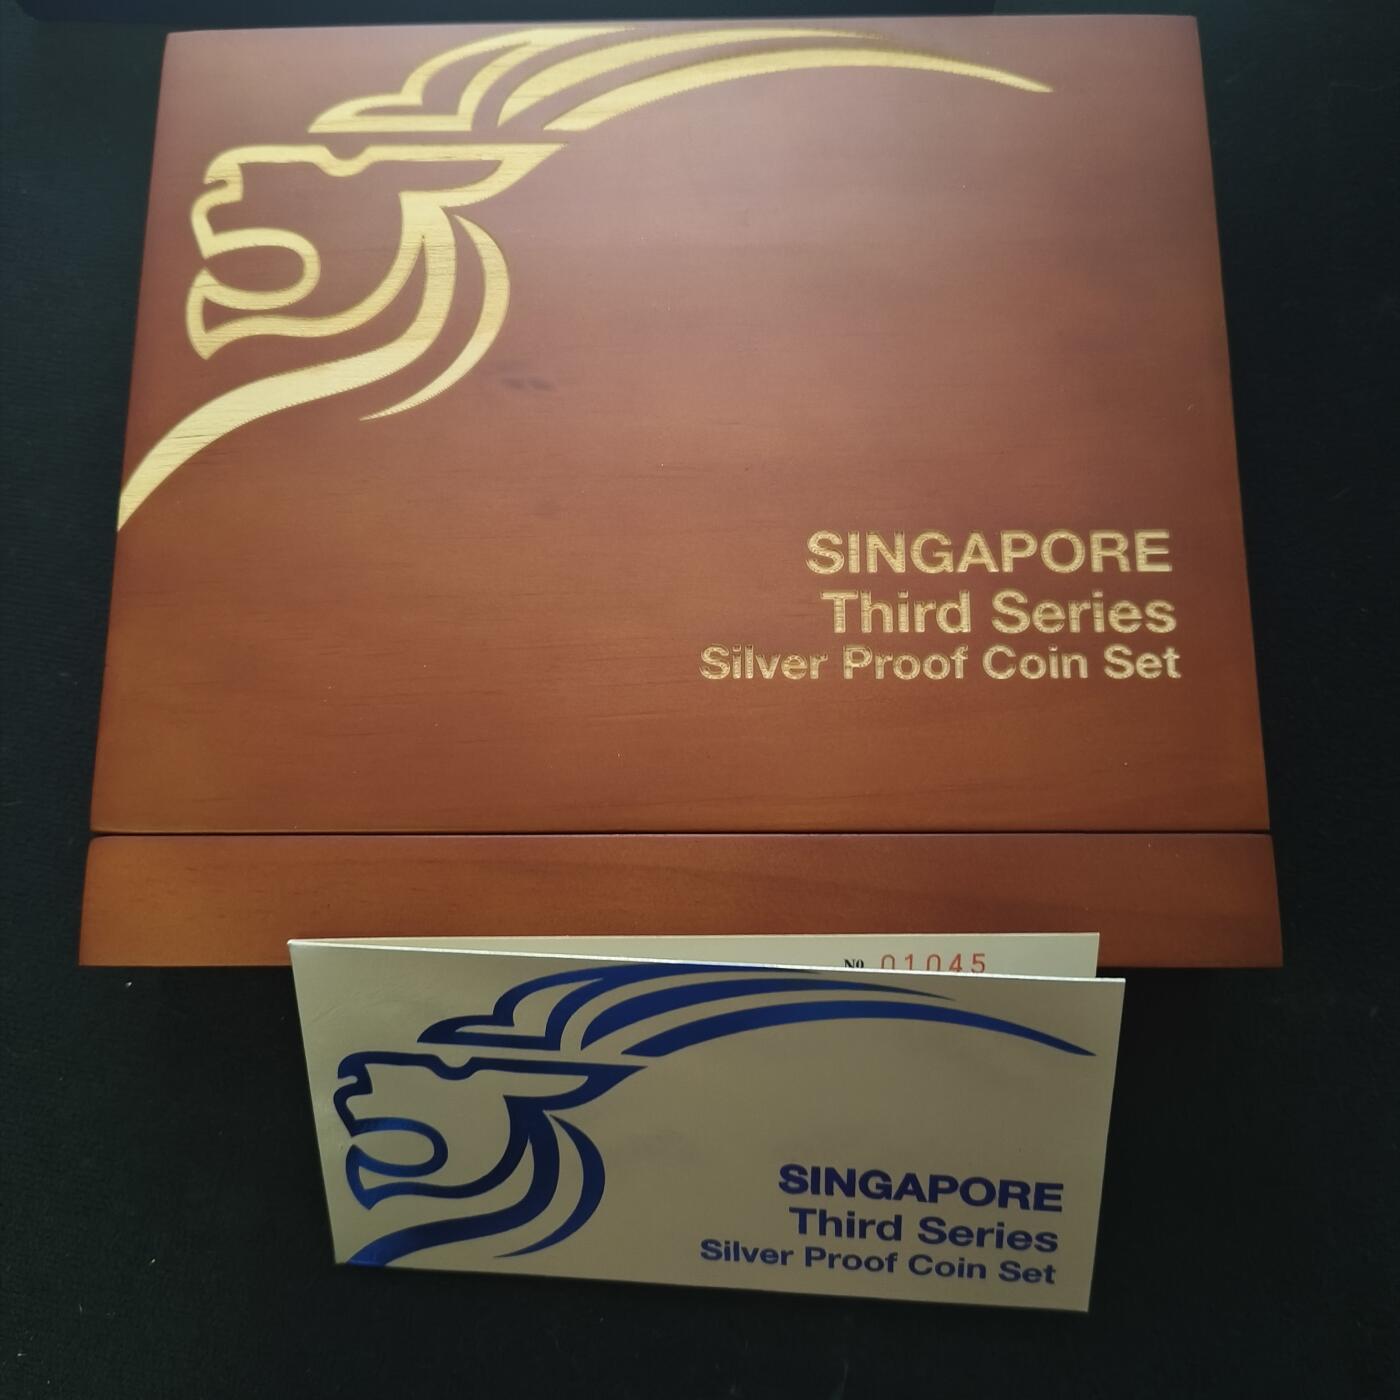 SINGAPORE
Third Series
Silver Proof Coin Set
No 01045
SINGAPORE
Third Series
Silver Proof Coin Set